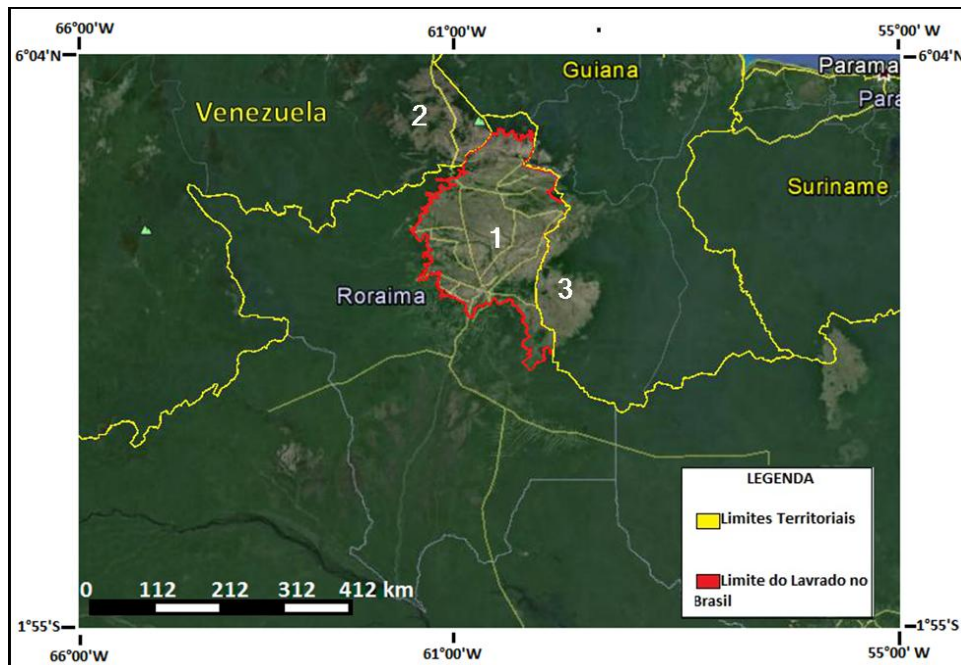 66°00'W 61°00'W 55°00' W
6°04'N 6°04'N
Guiana
Parama
Para
Venezuela
2
Suriname
1
3
Roraima
LEGENDA
Limites Territoriais
Limite do Lavrado no
Brasil
0 112 212 312 412 km
1°55'S 1°55'S
66°00'W 61°00'W 55°00'W